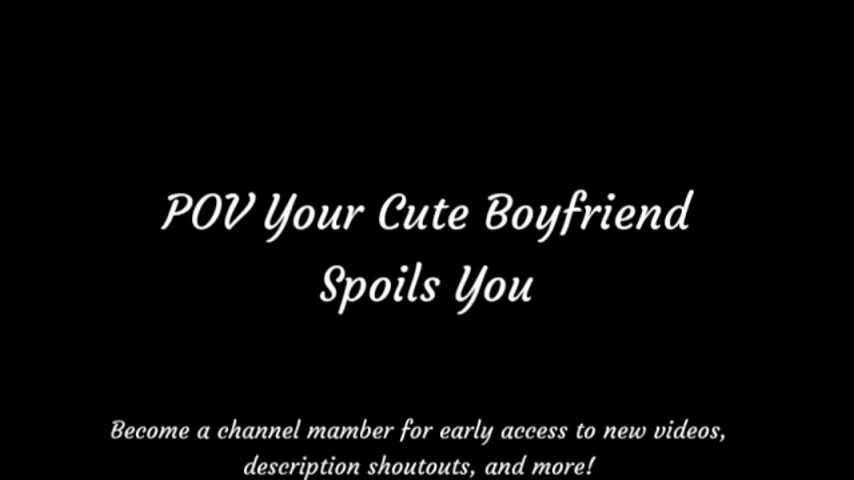 POV Your Cute Boyfriend
Spoils You
Become a channel mamber for early access to new videos,
description shoutouts, and more!